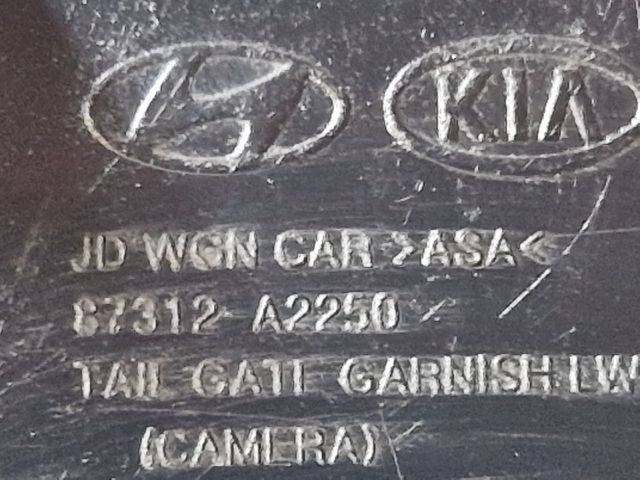 KIA
JD WGN CAR >ASA<
87312-A2250
TAIL GATE GARNISH LW
(CAMERA)